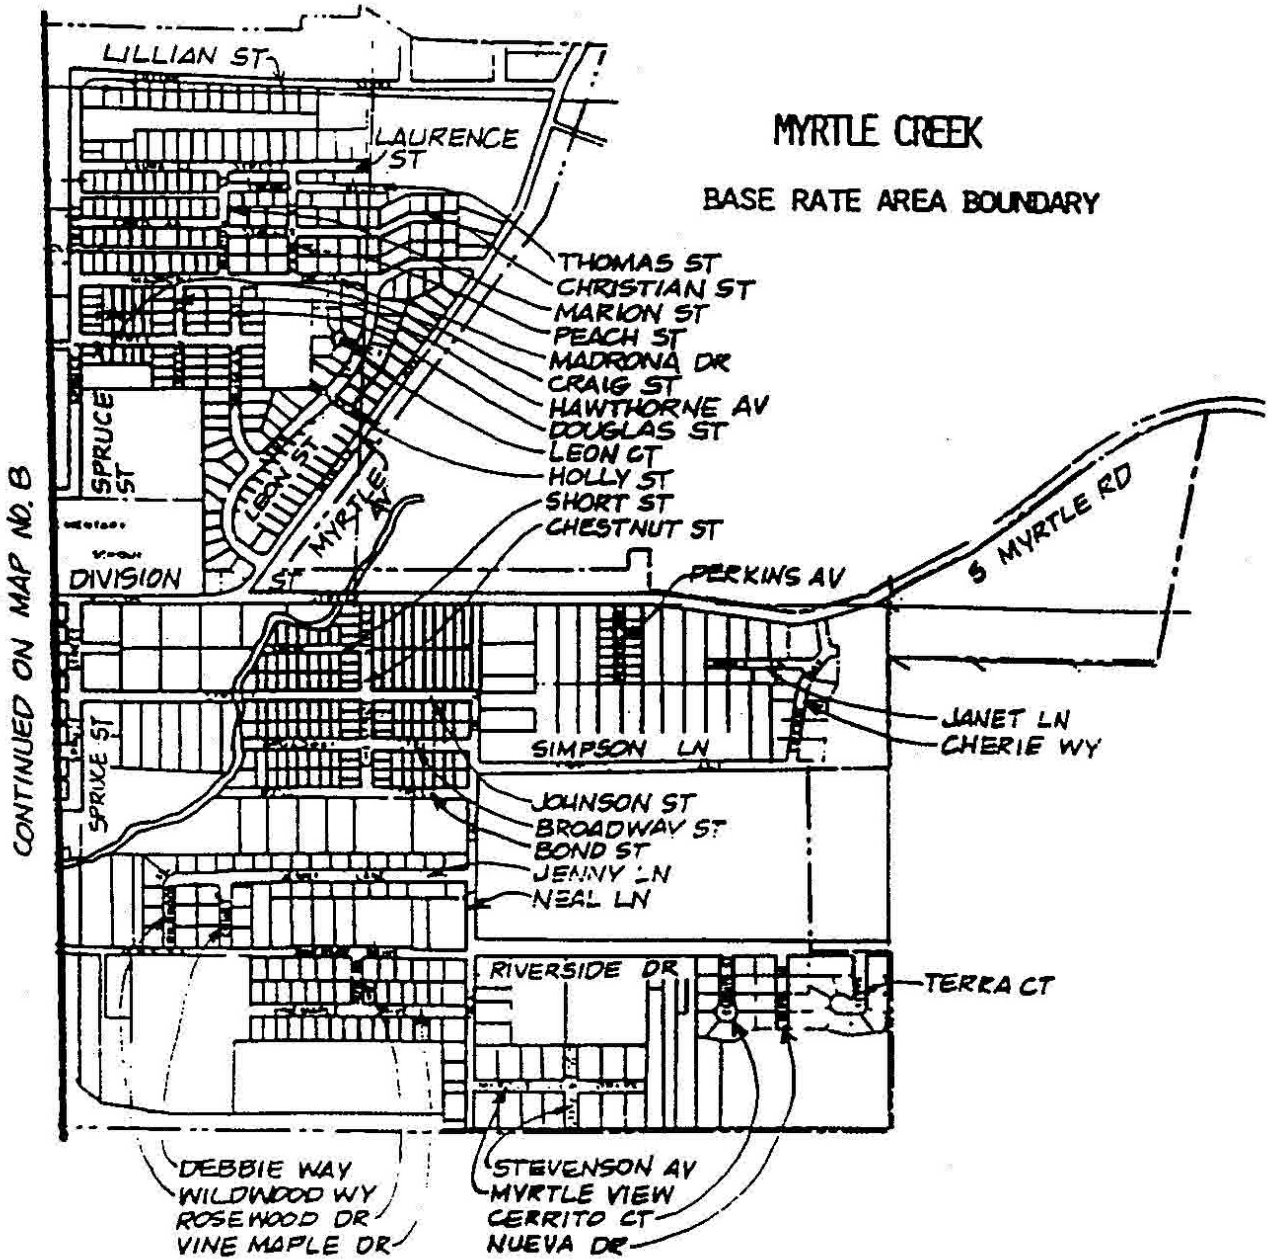 MYRTLE CREEK
BASE RATE AREA BOUNDARY
LILLIAN ST
LAURENCE
ST
THOMAS ST
CHRISTIAN ST
MARION ST
PEACH ST
MADRONA DR
CRAIG ST
HAWTHORNE AV
DOUGLAS ST
LEON CT
HOLLY ST
SHORT ST
CHESTNUT ST
SPRUCE
ST
LEON ST
MYRTLE
AV
DIVISION ST
PERKINS AV
S MYRTLE RD
CONTINUED ON MAP NO. B
SPRUCE ST
SIMPSON LN
JANET LN
CHERIE WY
JOHNSON ST
BROADWAY ST
BOND ST
JENNY LN
NEAL LN
RIVERSIDE DR
TERRA CT
DEBBIE WAY
WILDWOOD WY
ROSEWOOD DR
VINE MAPLE DR
STEVENSON AV
MYRTLE VIEW
CERRITO CT
NUEVA DR